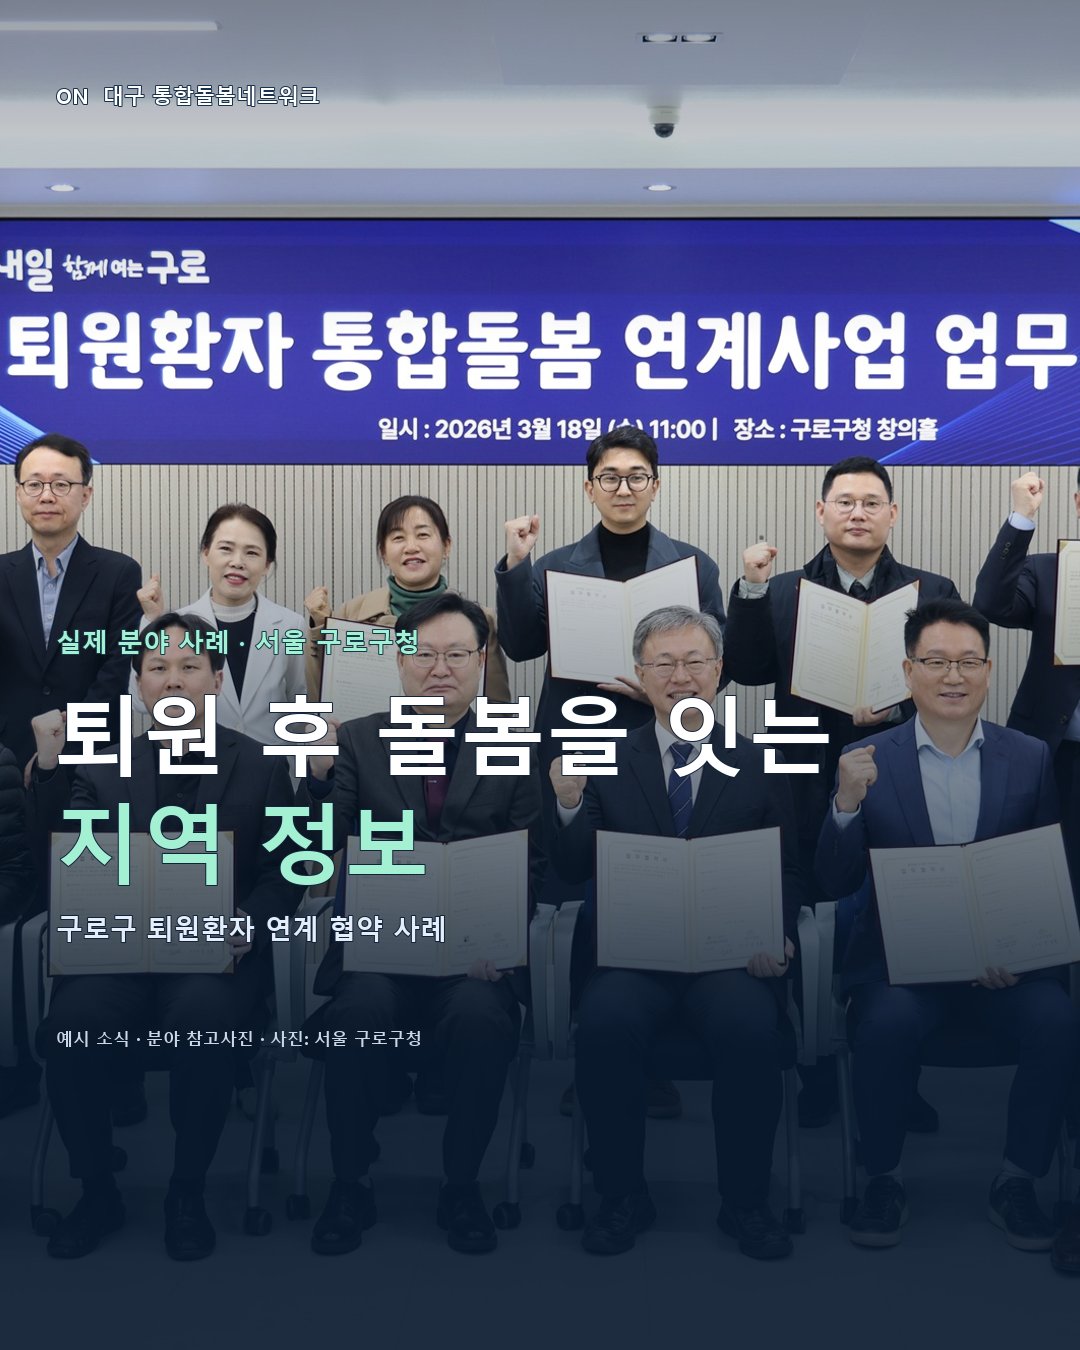 ON 대구 통합돌봄네트워크
내일 함께 여는 구로
퇴원환자 통합돌봄 연계사업 업무
일시 : 2026년 3월 18일 11:00 | 장소 : 구로구청 창의홀
실제 분야 사례 · 서울 구로구청
퇴원 후 돌봄을 잇는
지역 정보
구로구 퇴원환자 연계 협약 사례
예시 소식 · 분야 참고사진 · 사진: 서울 구로구청